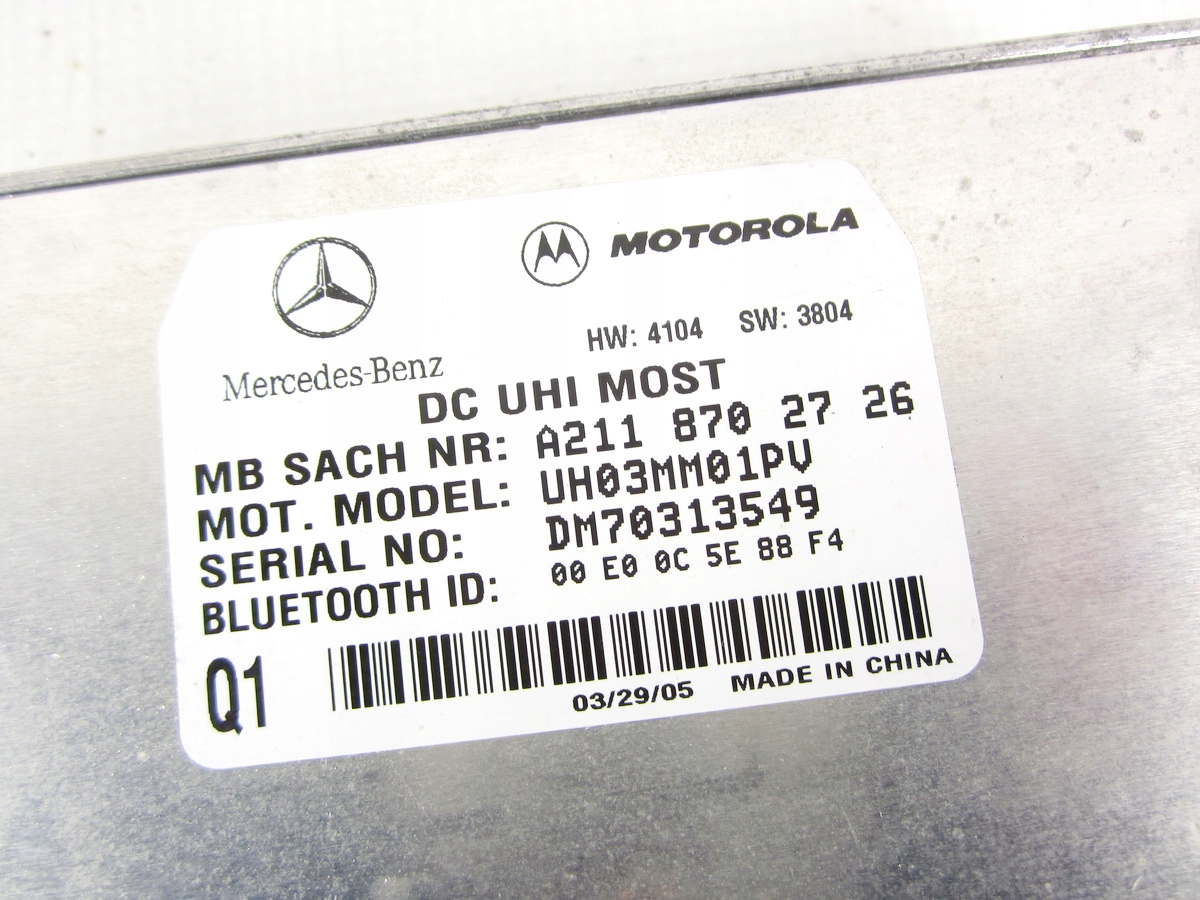 MOTOROLA
Mercedes-Benz
HW: 4104 SW: 3804
DC UHI MOST
MB SACH NR: A211 870 27 26
MOT. MODEL: UH03MM01PV
SERIAL NO: DM70313549
BLUETOOTH ID: 00 E0 0C 5E 88 F4
Q1
03/29/05 MADE IN CHINA